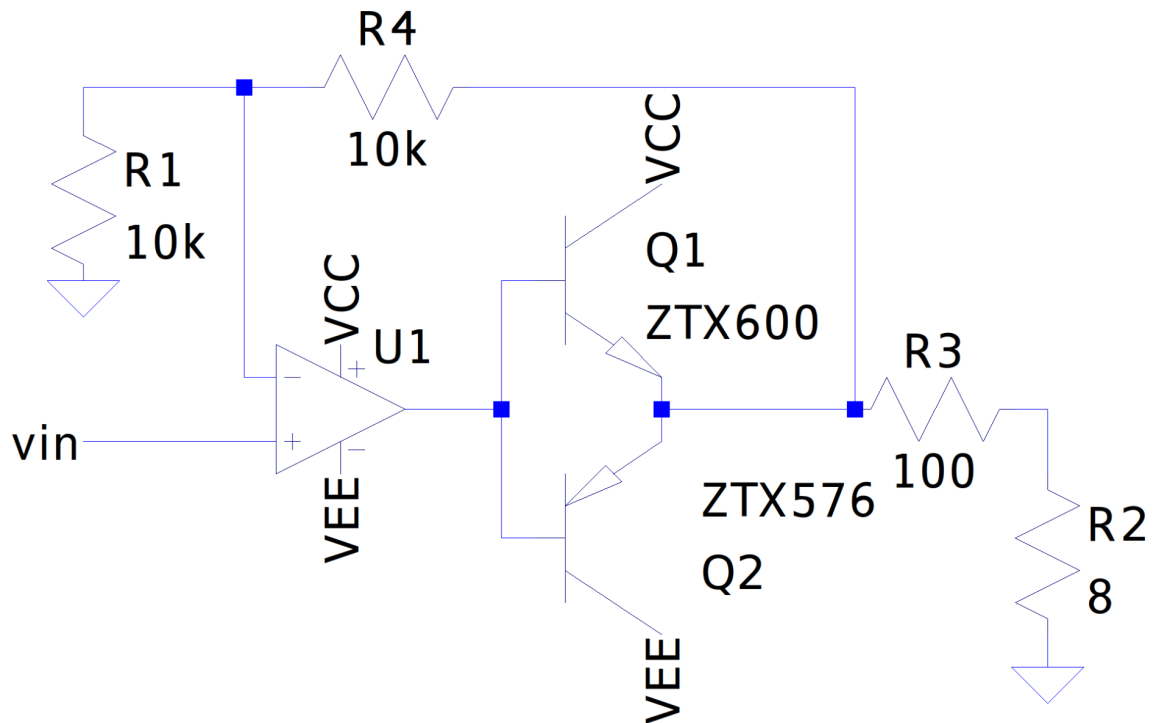 R4
10k
R1
10k
VCC
Q1
ZTX600
VCC
U1
+
−
+
−
vin
VEE
R3
100
ZTX576
Q2
R2
8
VEE